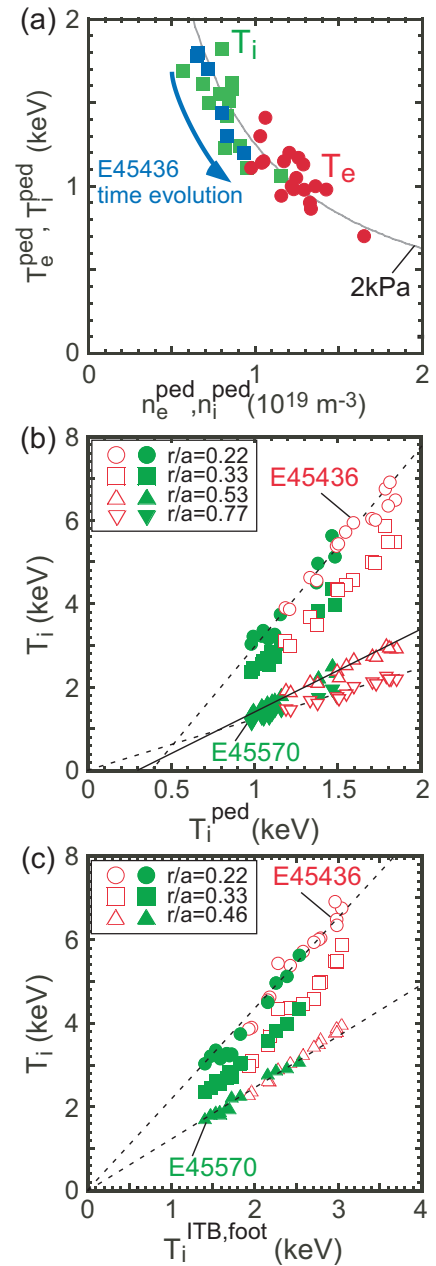 (a)
2
1
0
T_e^ped, T_i^ped (keV)
T_i
T_e
E45436
time evolution
2kPa
0
1
2
n_e^ped, n_i^ped (10^19 m^-3)
(b)
8
6
4
2
0
T_i (keV)
r/a=0.22
r/a=0.33
r/a=0.53
r/a=0.77
E45436
E45570
0
0.5
1
1.5
2
T_i^ped (keV)
(c)
8
6
4
2
0
T_i (keV)
r/a=0.22
r/a=0.33
r/a=0.46
E45436
E45570
0
1
2
3
4
T_i^ITB,foot (keV)